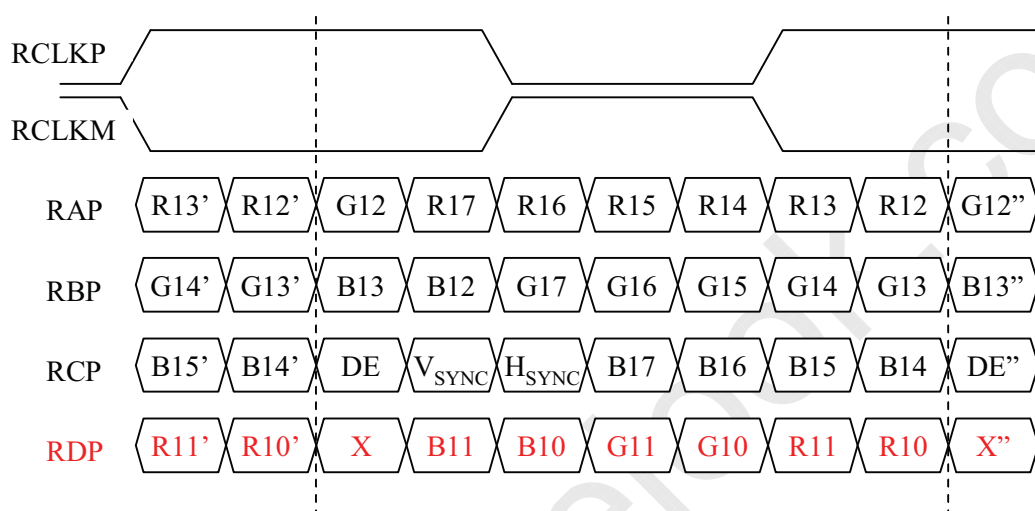 RCLKP
RCLKM
RAP R13’ R12’ G12 R17 R16 R15 R14 R13 R12 G12”
RBP G14’ G13’ B13 B12 G17 G16 G15 G14 G13 B13”
RCP B15’ B14’ DE VSYNC HSYNC B17 B16 B15 B14 DE”
RDP R11’ R10’ X B11 B10 G11 G10 R11 R10 X”